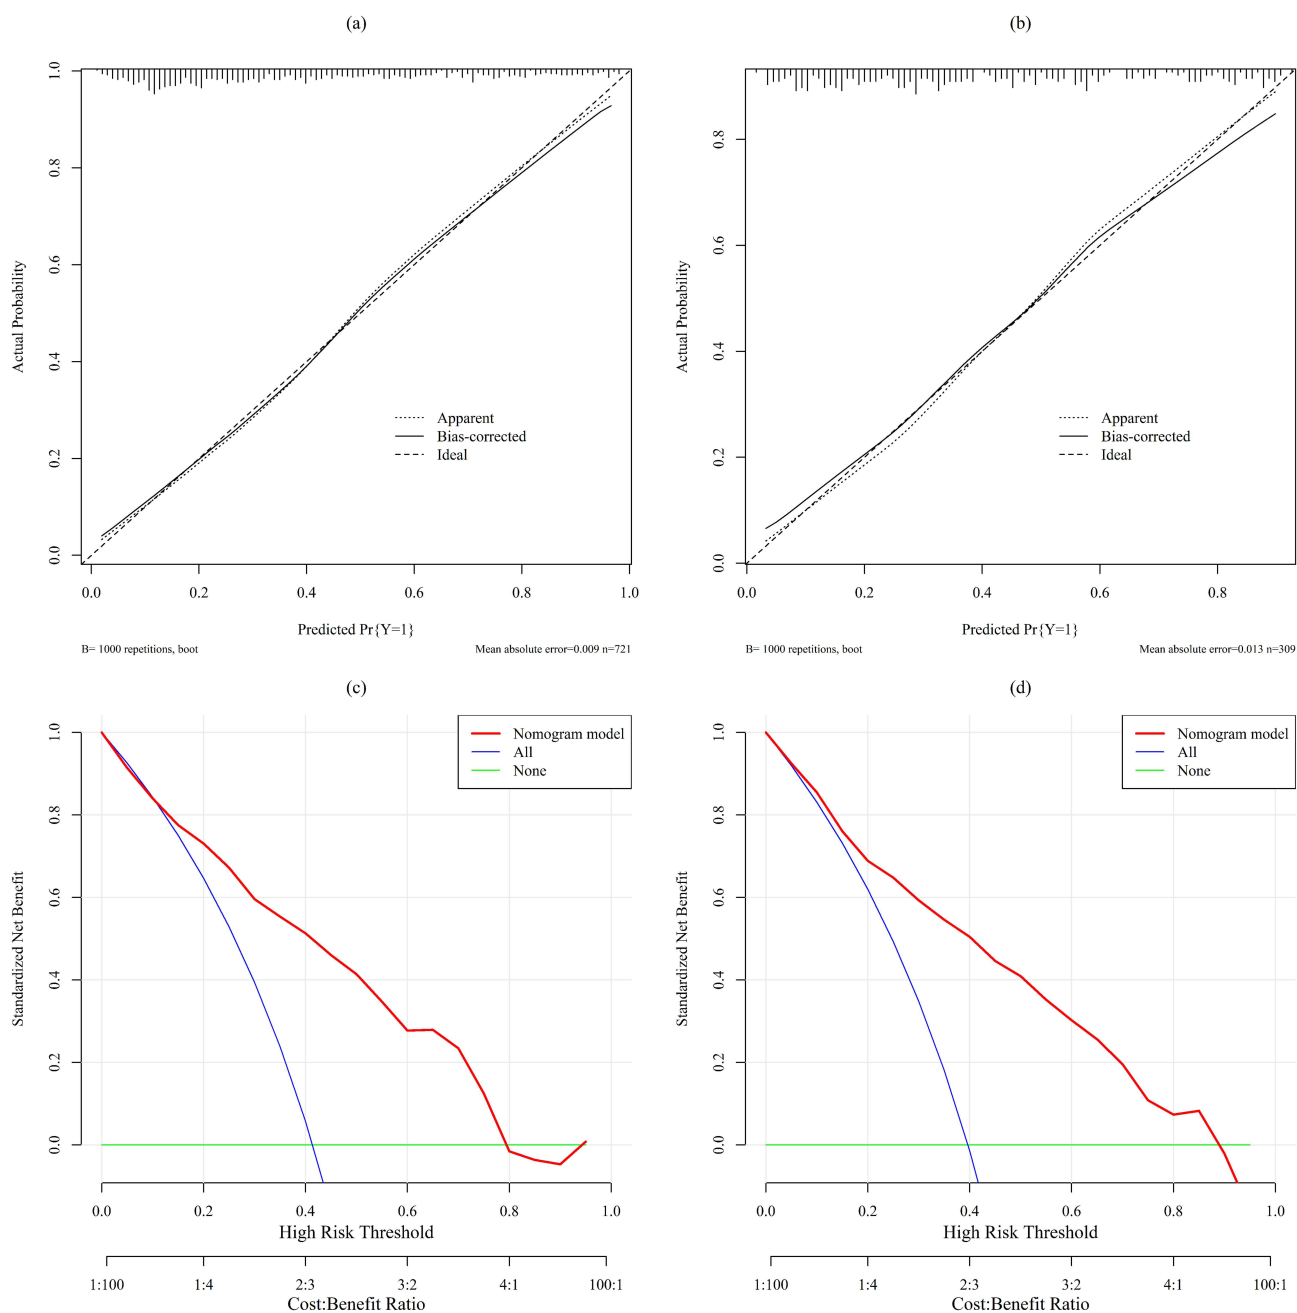 (a)
1.0
0.8
0.6
0.4
0.2
0.0
Actual Probability
Apparent
Bias-corrected
Ideal
0.0 0.2 0.4 0.6 0.8 1.0
Predicted Pr{Y=1}
B= 1000 repetitions, boot
Mean absolute error=0.009 n=721
(b)
0.8
0.6
0.4
0.2
0.0
Actual Probability
Apparent
Bias-corrected
Ideal
0.0 0.2 0.4 0.6 0.8
Predicted Pr{Y=1}
B= 1000 repetitions, boot
Mean absolute error=0.013 n=309
(c)
Nomogram model
All
None
1.0
0.8
0.6
0.4
0.2
0.0
Standardized Net Benefit
0.0 0.2 0.4 0.6 0.8 1.0
High Risk Threshold
1:100 1:4 2:3 3:2 4:1 100:1
Cost:Benefit Ratio
(d)
Nomogram model
All
None
1.0
0.8
0.6
0.4
0.2
0.0
Standardized Net Benefit
0.0 0.2 0.4 0.6 0.8 1.0
High Risk Threshold
1:100 1:4 2:3 3:2 4:1 100:1
Cost:Benefit Ratio